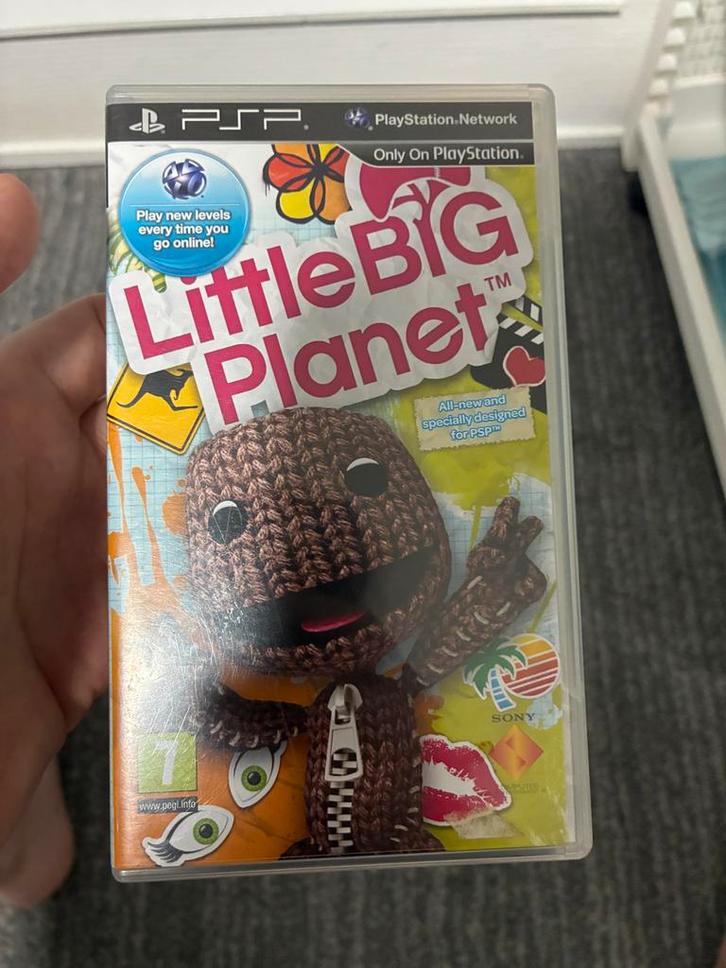 PSP
PlayStation®Network
Only On PlayStation®
Play new levels
every time you
go online!
LittleBIG
Planet™
All-new and
specially designed
for PSP™
SONY
7
www.pegi.info